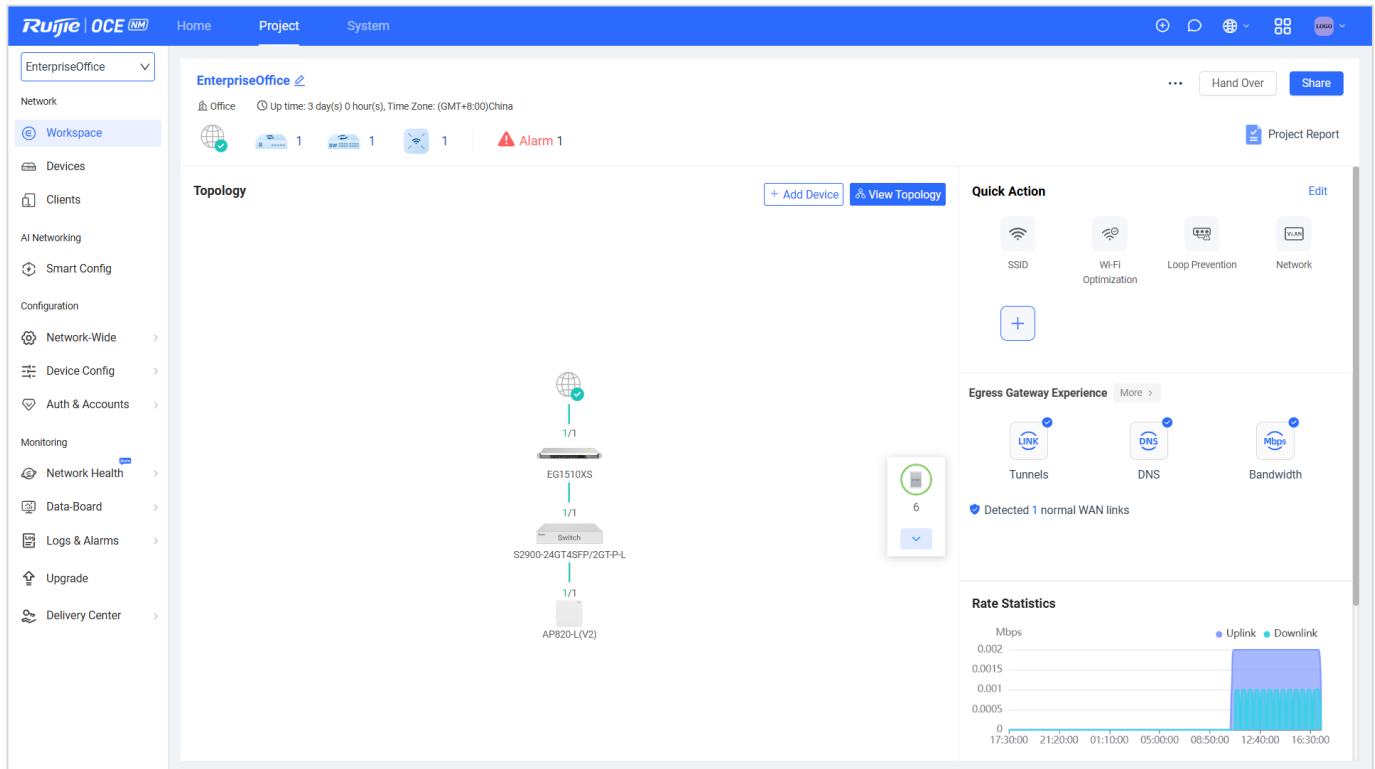 Ruijie | OCE NM Home Project System LOGO
EnterpriseOffice
Network
Workspace
Devices
Clients
AI Networking
Smart Config
Configuration
Network-Wide
Device Config
Auth & Accounts
Monitoring
Beta
Network Health
Data-Board
Logs & Alarms
Upgrade
Delivery Center
EnterpriseOffice
... Hand Over Share
Office Up time: 3 day(s) 0 hour(s), Time Zone: (GMT+8:00)China
R 1 SW 1 1 Alarm 1
Project Report
Topology
+ Add Device View Topology
1/1
EG1510XS
1/1
Switch
S2900-24GT4SFP/2GT-P-L
1/1
AP820-L(V2)
6
Quick Action Edit
VLAN
SSID Wi-Fi Loop Prevention Network
Optimization
Egress Gateway Experience More >
LINK DNS Mbps
Tunnels DNS Bandwidth
Detected 1 normal WAN links
Rate Statistics
Mbps Uplink Downlink
0.002
0.0015
0.001
0.0005
0
17:30:00 21:20:00 01:10:00 05:00:00 08:50:00 12:40:00 16:30:00